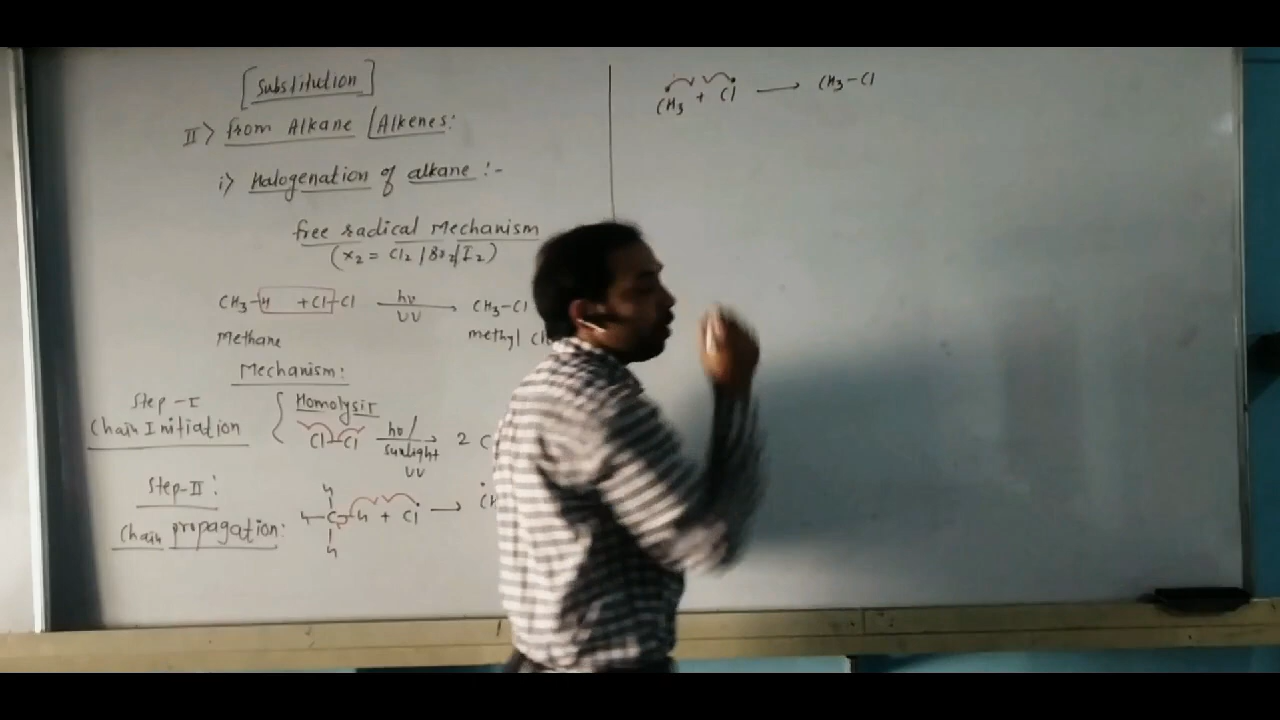 [Substitution]
II> from Alkane / Alkenes:
i> Halogenation of alkane :-
free radical Mechanism
(X₂ = Cl₂ / Br₂ / I₂)
CH₃-H + Cl-Cl hν UV → CH₃-Cl
Methane methyl
Mechanism:
Step-I Homolysis
Chain Initiation Cl-Cl hν / sunlight UV → 2
Step-II:
Chain propagation: H-C-H + Cl →
H
H
CH₃ + Cl → CH₃-Cl